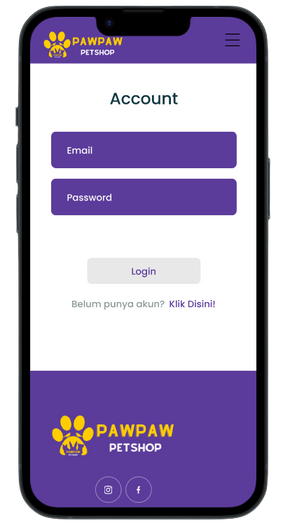 PAWPAW
PETSHOP
Account
Email
Password
Login
Belum punya akun? Klik Disini!
PAWPAW
PETSHOP